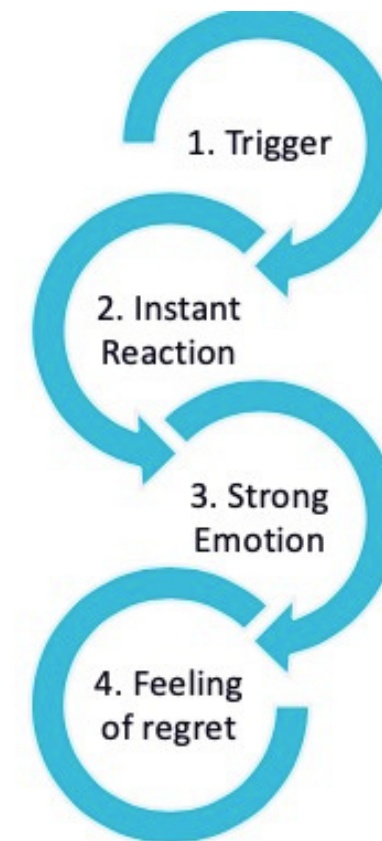 1. Trigger
2. Instant
Reaction
3. Strong
Emotion
4. Feeling
of regret